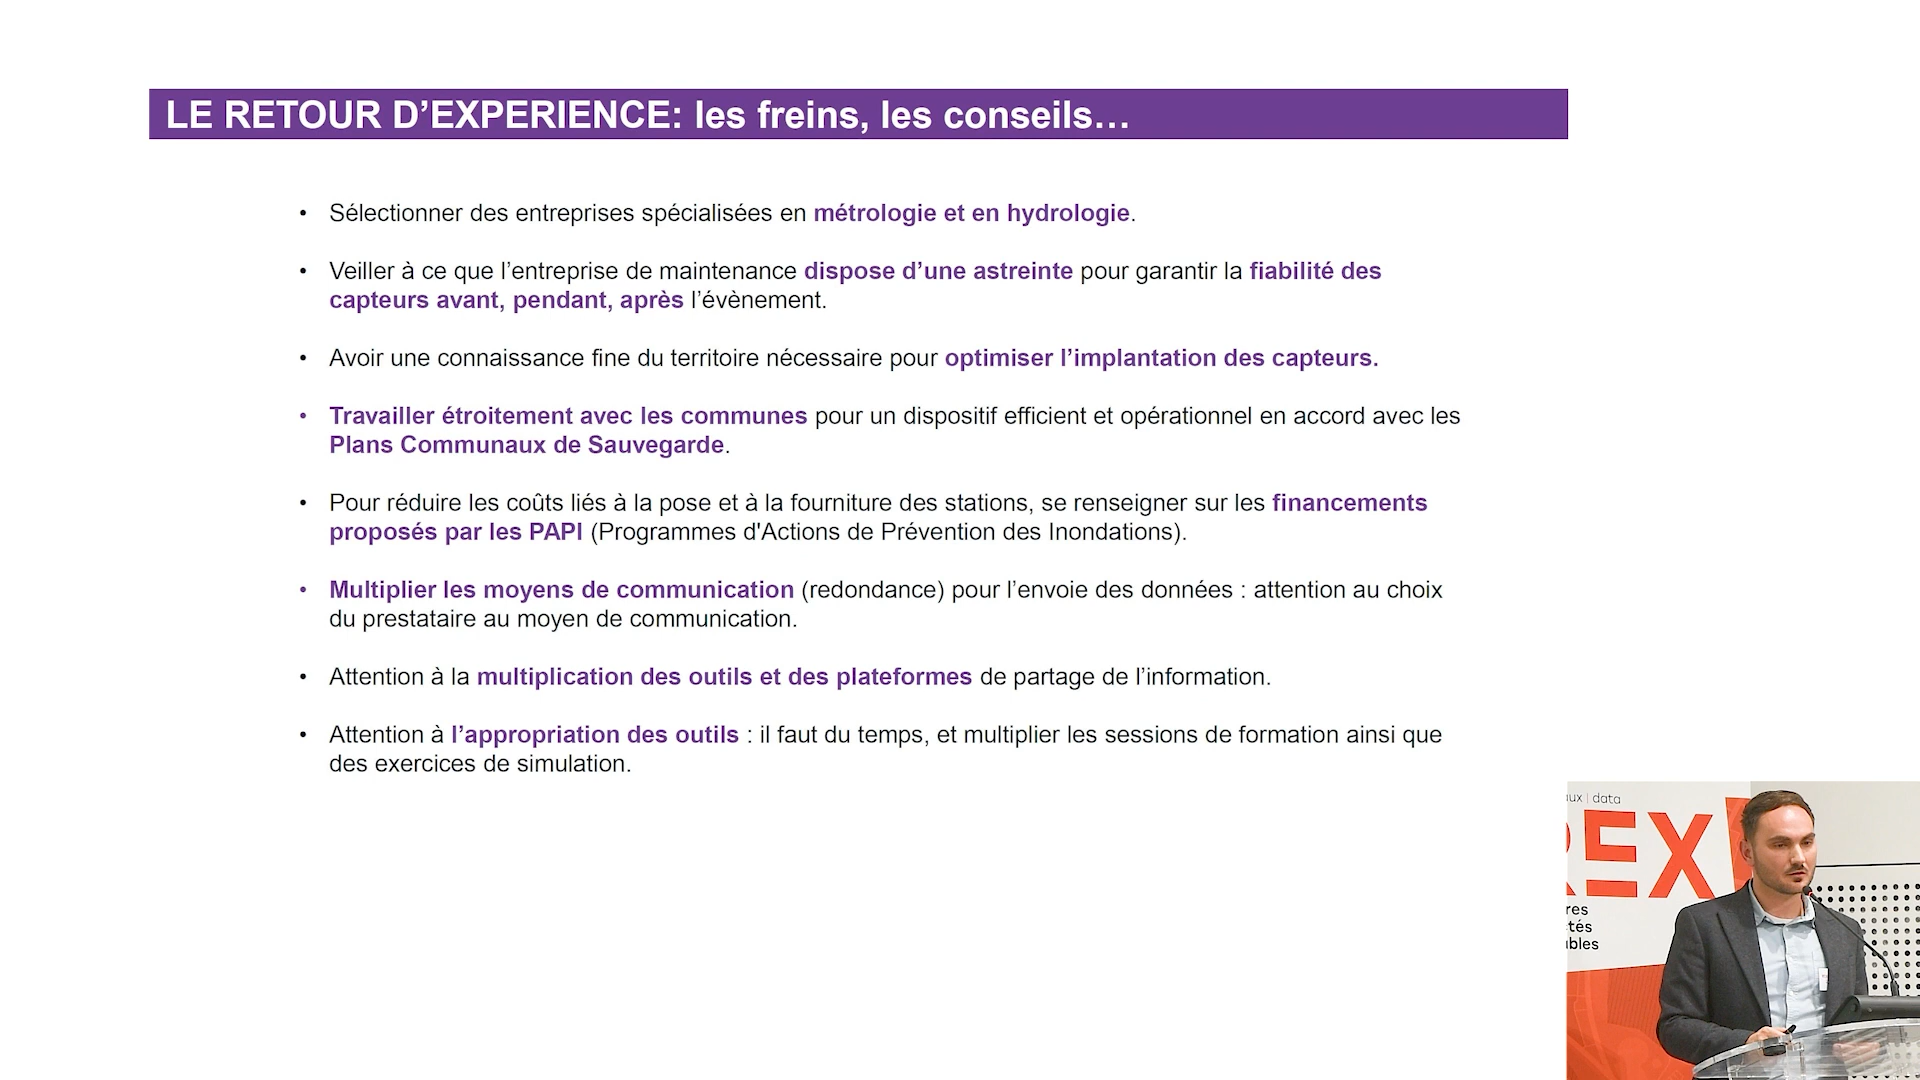 LE RETOUR D’EXPERIENCE: les freins, les conseils…
• Sélectionner des entreprises spécialisées en métrologie et en hydrologie.
• Veiller à ce que l’entreprise de maintenance dispose d’une astreinte pour garantir la fiabilité des
capteurs avant, pendant, après l’évènement.
• Avoir une connaissance fine du territoire nécessaire pour optimiser l’implantation des capteurs.
• Travailler étroitement avec les communes pour un dispositif efficient et opérationnel en accord avec les
Plans Communaux de Sauvegarde.
• Pour réduire les coûts liés à la pose et à la fourniture des stations, se renseigner sur les financements
proposés par les PAPI (Programmes d'Actions de Prévention des Inondations).
• Multiplier les moyens de communication (redondance) pour l’envoie des données : attention au choix
du prestataire au moyen de communication.
• Attention à la multiplication des outils et des plateformes de partage de l’information.
• Attention à l’appropriation des outils : il faut du temps, et multiplier les sessions de formation ainsi que
des exercices de simulation.
aux | data
REX
res
tés
ables